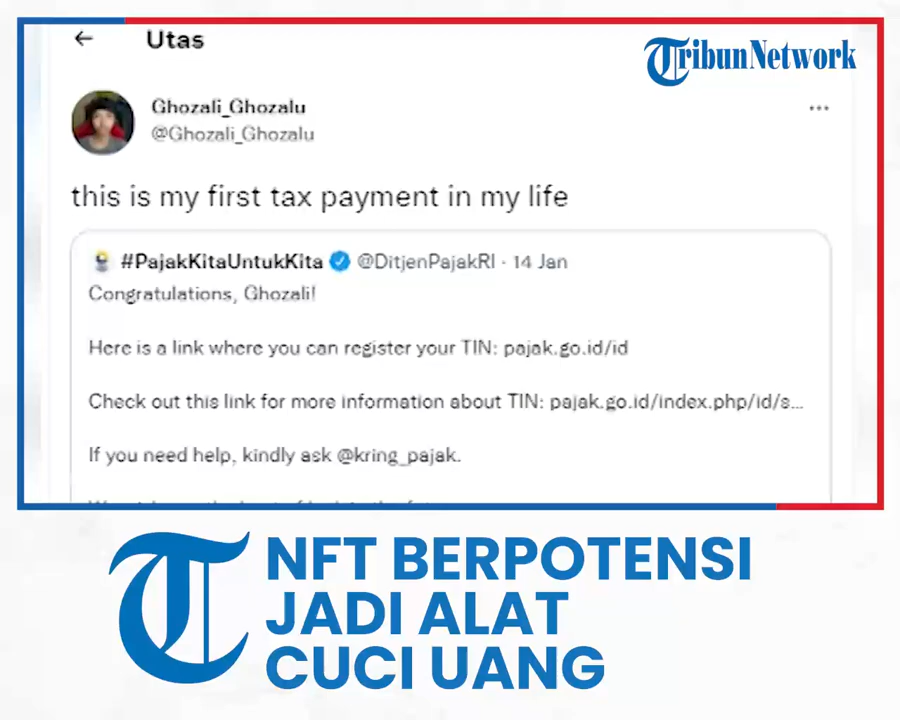 Utas
TribunNetwork
Ghozali_Ghozalu
@Ghozali_Ghozalu
this is my first tax payment in my life
#PajakKitaUntukKita @DitjenPajakRI · 14 Jan
Congratulations, Ghozali!
Here is a link where you can register your TIN: pajak.go.id/id
Check out this link for more information about TIN: pajak.go.id/index.php/id/s...
If you need help, kindly ask @kring_pajak.
NFT BERPOTENSI
JADI ALAT
CUCI UANG